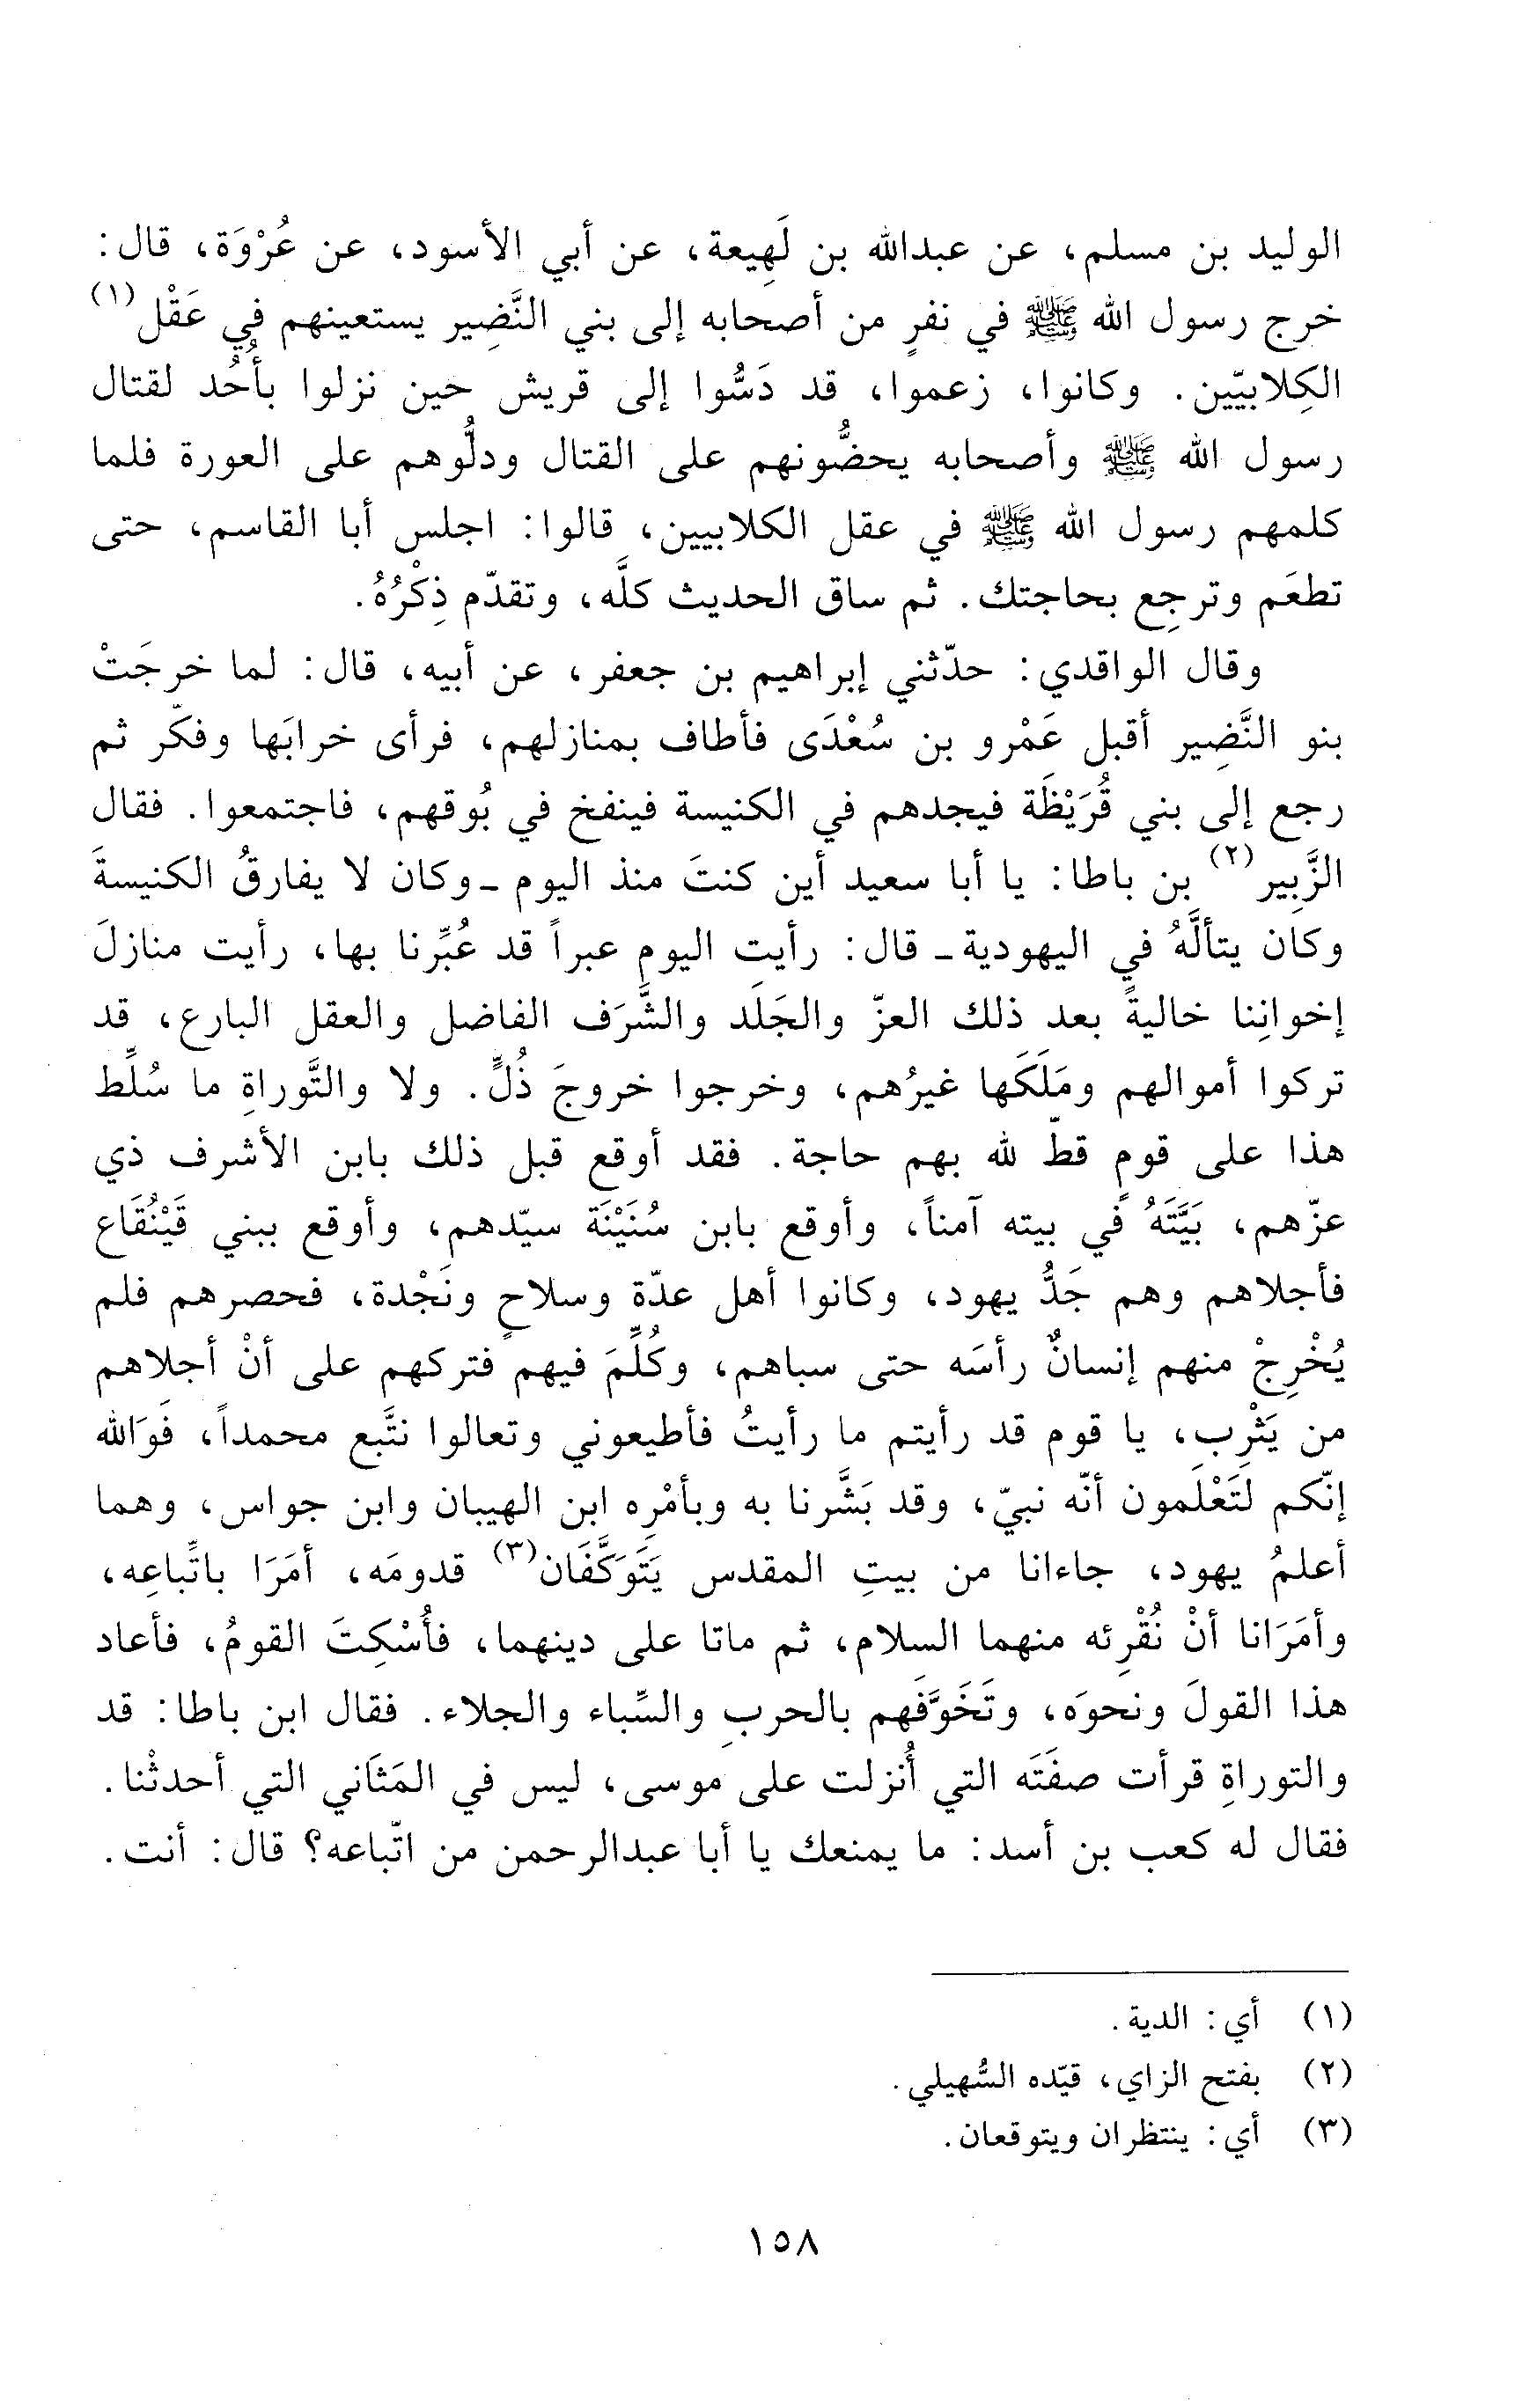 الوليد بن مسلم، عن عبدالله بن لَهِيعة، عن أبي الأسود، عن عُرْوَة، قال:
خرج رسول الله ﷺ في نفرٍ من أصحابه إلى بني النَّضِير يستعينهم في عَقْل(١)
الكِلابيّين. وكانوا، زعموا، قد دَسُّوا إلى قريش حين نزلوا بأُحُد لقتال
رسول الله ﷺ وأصحابه يحضُّونهم على القتال ودلُّوهم على العورة فلما
كلمهم رسول الله ﷺ في عقل الكلابيين، قالوا: اجلس أبا القاسم، حتى
تطعَم وترجِع بحاجتك. ثم ساق الحديث كلَّه، وتقدّم ذِكْرُهُ.
وقال الواقدي: حدّثني إبراهيم بن جعفر، عن أبيه، قال: لما خرجَتْ
بنو النَّضِير أقبل عَمْرو بن سُعْدَى فأطاف بمنازلهم، فرأى خرابَها وفكّر ثم
رجع إلى بني قُرَيْظَة فيجدهم في الكنيسة فينفخ في بُوقهم، فاجتمعوا. فقال
الزَّبِير(٢) بن باطا: يا أبا سعيد أين كنتَ منذ اليوم - وكان لا يفارقُ الكنيسةَ
وكان يتألَّهُ في اليهودية - قال: رأيت اليوم عبراً قد عُبِّرنا بها، رأيت منازلَ
إخوانِنا خاليةً بعد ذلك العزّ والجَلَد والشَّرَف الفاضل والعقل البارع، قد
تركوا أموالهم ومَلَكَها غيرُهم، وخرجوا خروجَ ذُلٍّ. ولا والتَّوراةِ ما سُلِّط
هذا على قومٍ قطّ لله بهم حاجة. فقد أوقع قبل ذلك بابن الأشرف ذي
عزّهم، بَيَّتَهُ في بيته آمناً، وأوقع بابن سُنَيْنَة سيّدهم، وأوقع ببني قَيْنُقَاع
فأجلاهم وهم جَدُّ يهود، وكانوا أهل عدّة وسلاحٍ ونَجْدة، فحصرهم فلم
يُخْرِجْ منهم إنسانٌ رأسَه حتى سباهم، وكُلِّمَ فيهم فتركهم على أنْ أجلاهم
من يَثْرِب، يا قوم قد رأيتم ما رأيتُ فأطيعوني وتعالوا نتَّبع محمداً، فَوَالله
إنّكم لَتَعْلَمون أنّه نبيّ، وقد بَشَّرنا به وبأمْرِه ابن الهيبان وابن جواس، وهما
أعلمُ يهود، جاءانا من بيتِ المقدس يَتَوَكَّفَان(٣) قدومَه، أمَرَا باتِّباعِه،
وأمَرَانا أنْ نُقْرِئه منهما السلام، ثم ماتا على دينهما، فأُسْكِتَ القومُ، فأعاد
هذا القولَ ونحوَه، وتَخَوَّفَهم بالحربِ والسِّباء والجلاء. فقال ابن باطا: قد
والتوراةِ قرأت صفَتَه التي أُنزلت على موسى، ليس في المَثَاني التي أحدثْنا.
فقال له كعب بن أسد: ما يمنعك يا أبا عبدالرحمن من اتّباعه؟ قال: أنت.
(١) أي: الدية.
(٢) بفتح الزاي، قيّده السُّهيلي.
(٣) أي: ينتظران ويتوقعان.
١٥٨